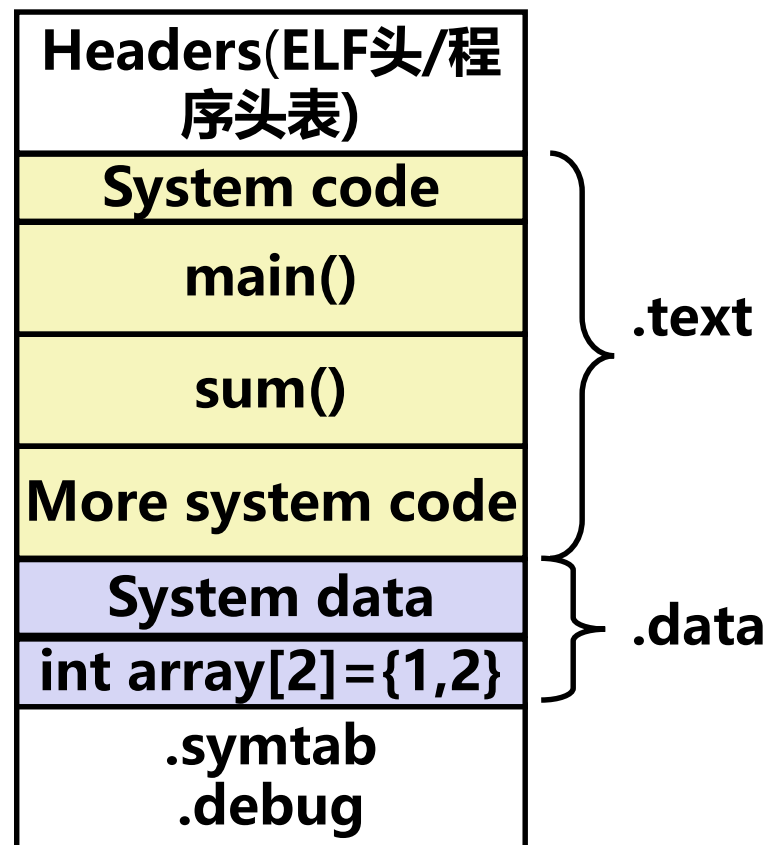 Headers(ELF头/程
序头表)
System code
main()
sum()
More system code
.text
System data
int array[2]={1,2}
.data
.symtab
.debug